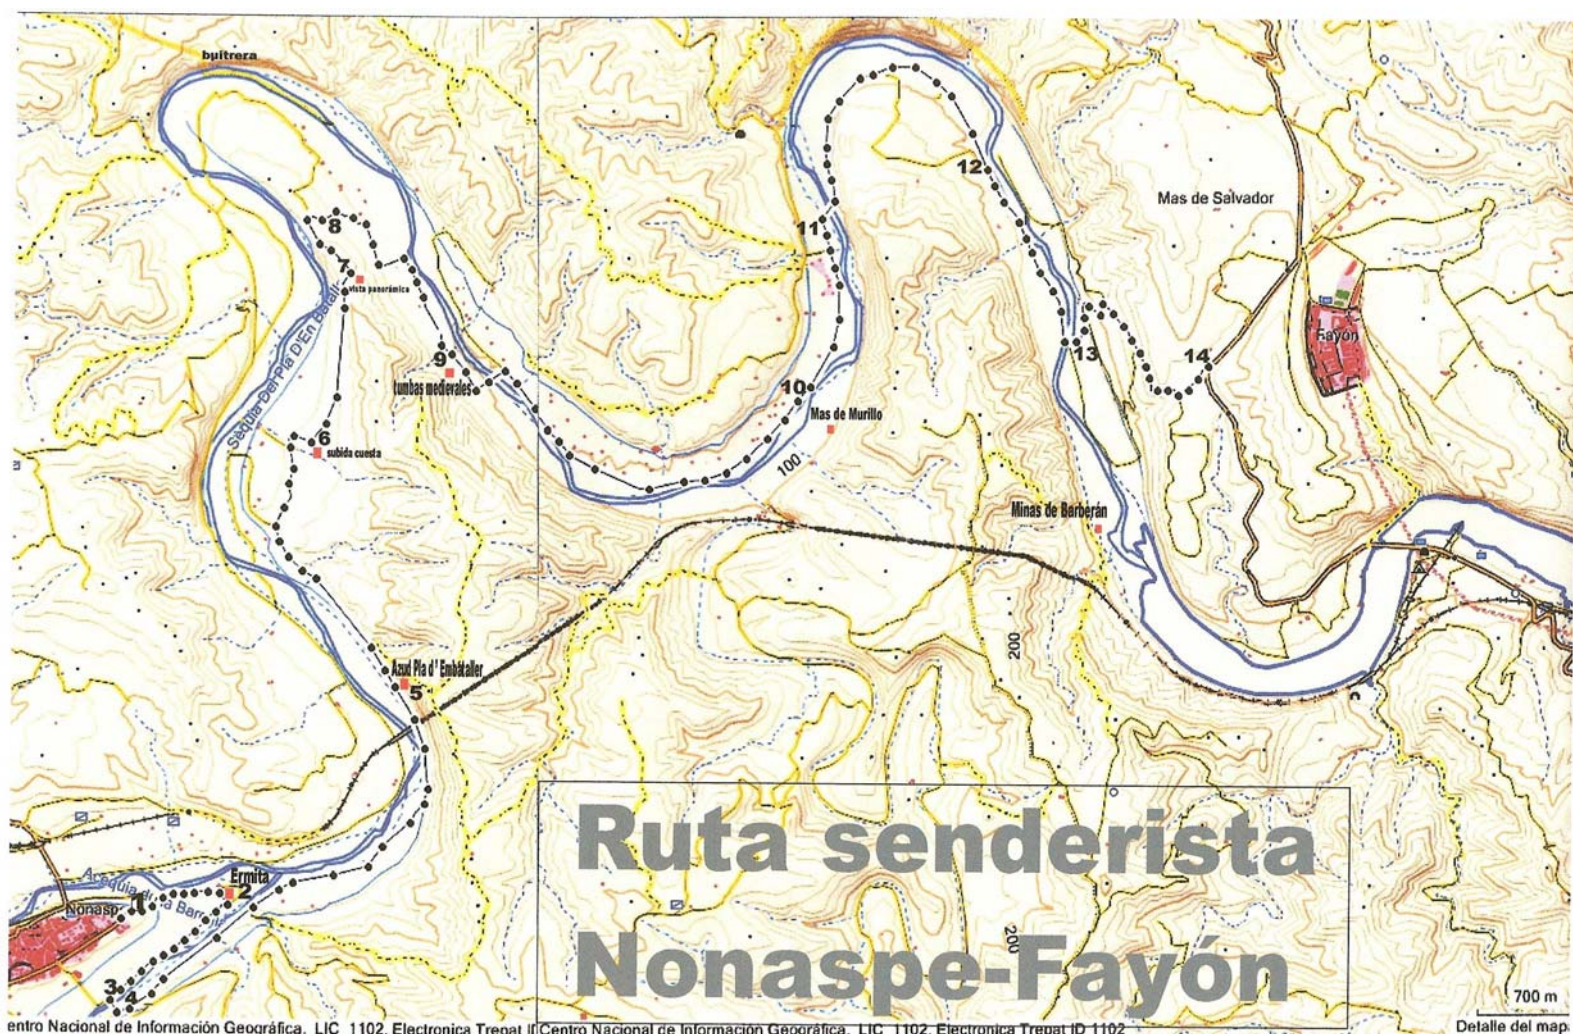 buitrera
12
Mas de Salvador
8
11
7
vista panorámica
13
14
Fayón
9
tumbas medievales
10
Mas de Murillo
Sèquia Del Pla D'En Batall
6
subida cuesta
100
Minas de Barberán
200
Azud Pla d' Embataller
5
Ruta senderista
Nonaspe-Fayón
200
Ermita
2
Nonasp
1
3
4
700 m
entro Nacional de Información Geográfica, LIC 1102, Electronica Trepat I
Centro Nacional de Información Geográfica, LIC 1102, Electronica Trepat ID 1102
Detalle del map